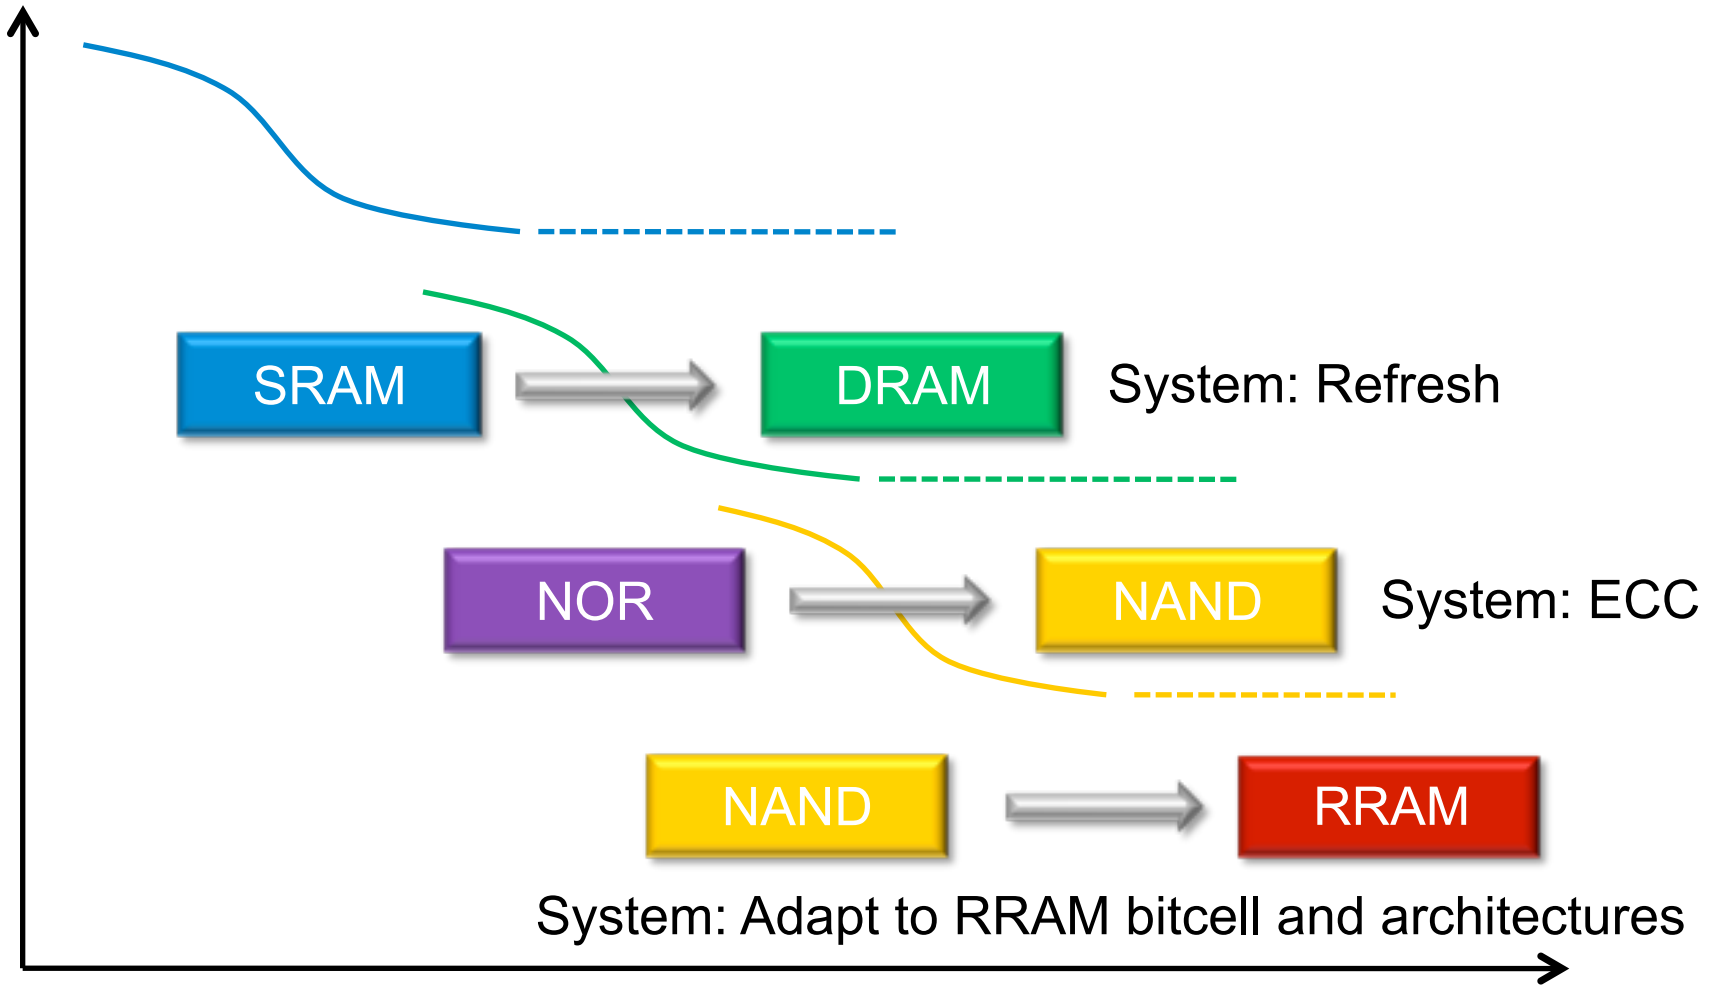 SRAM
DRAM
System: Refresh
NOR
NAND
System: ECC
NAND
RRAM
System: Adapt to RRAM bitcell and architectures